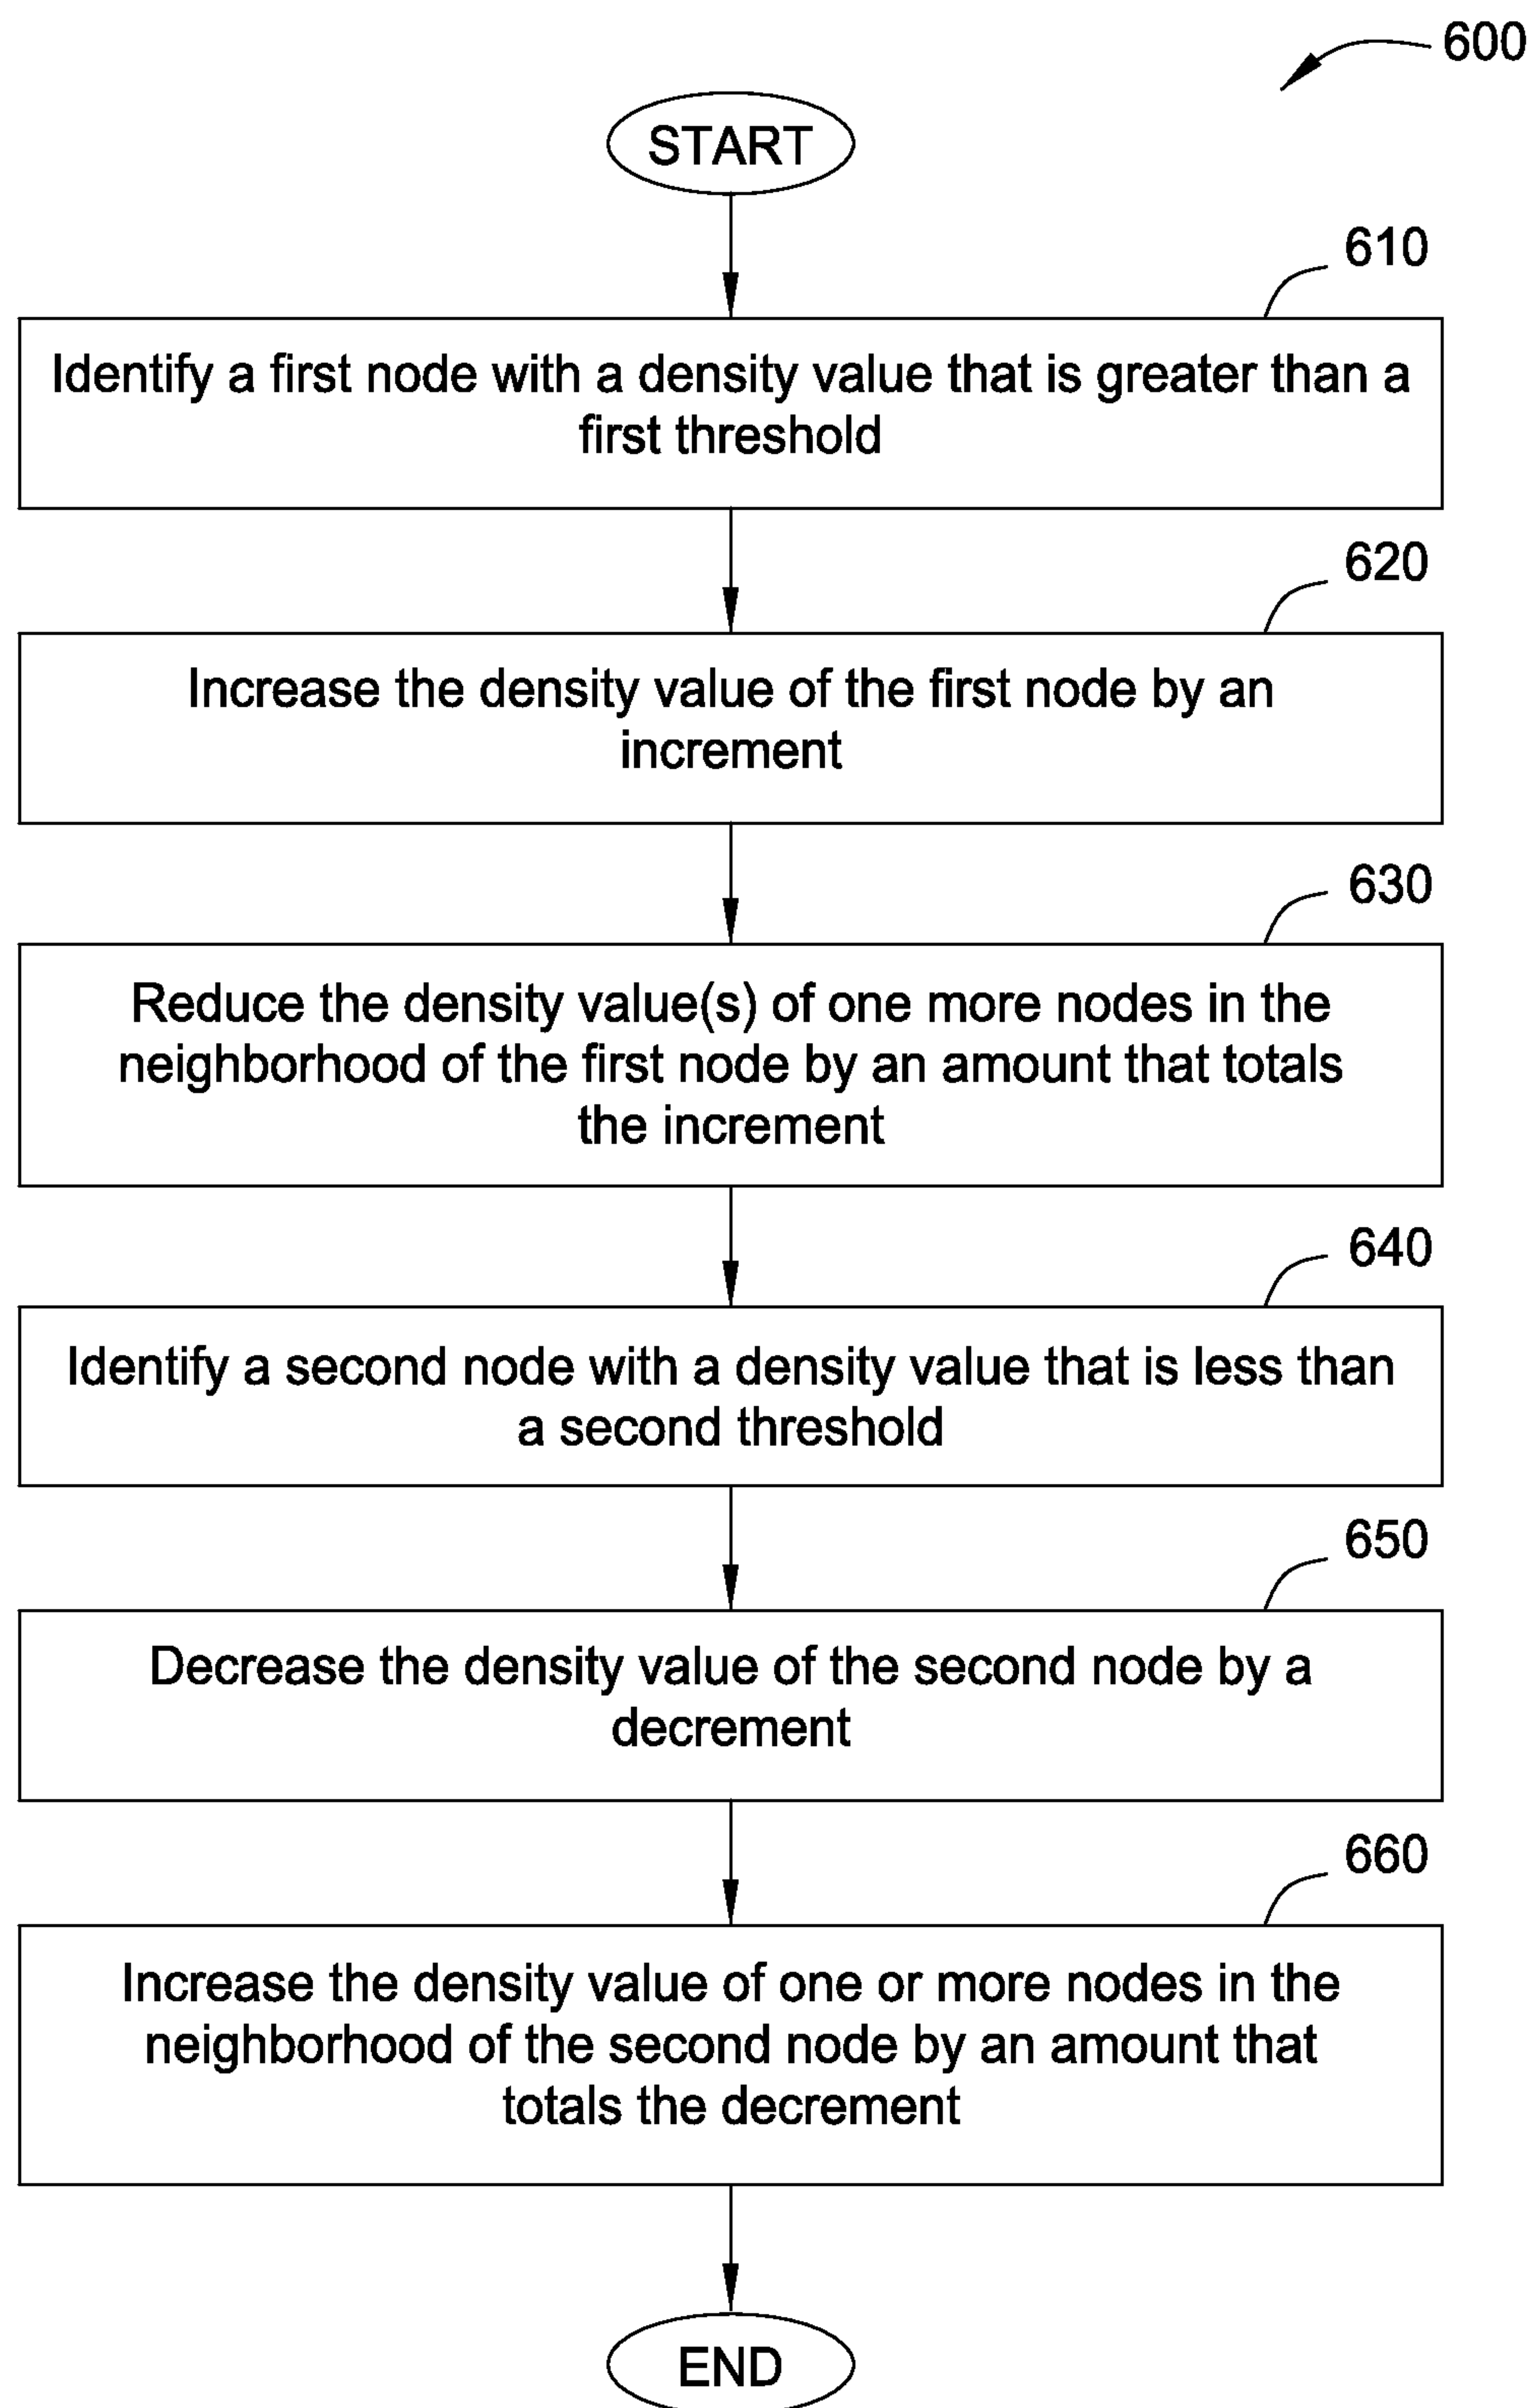 600
START
610
Identify a first node with a density value that is greater than a
first threshold
620
Increase the density value of the first node by an
increment
630
Reduce the density value(s) of one more nodes in the
neighborhood of the first node by an amount that totals
the increment
640
Identify a second node with a density value that is less than
a second threshold
650
Decrease the density value of the second node by a
decrement
660
Increase the density value of one or more nodes in the
neighborhood of the second node by an amount that
totals the decrement
END